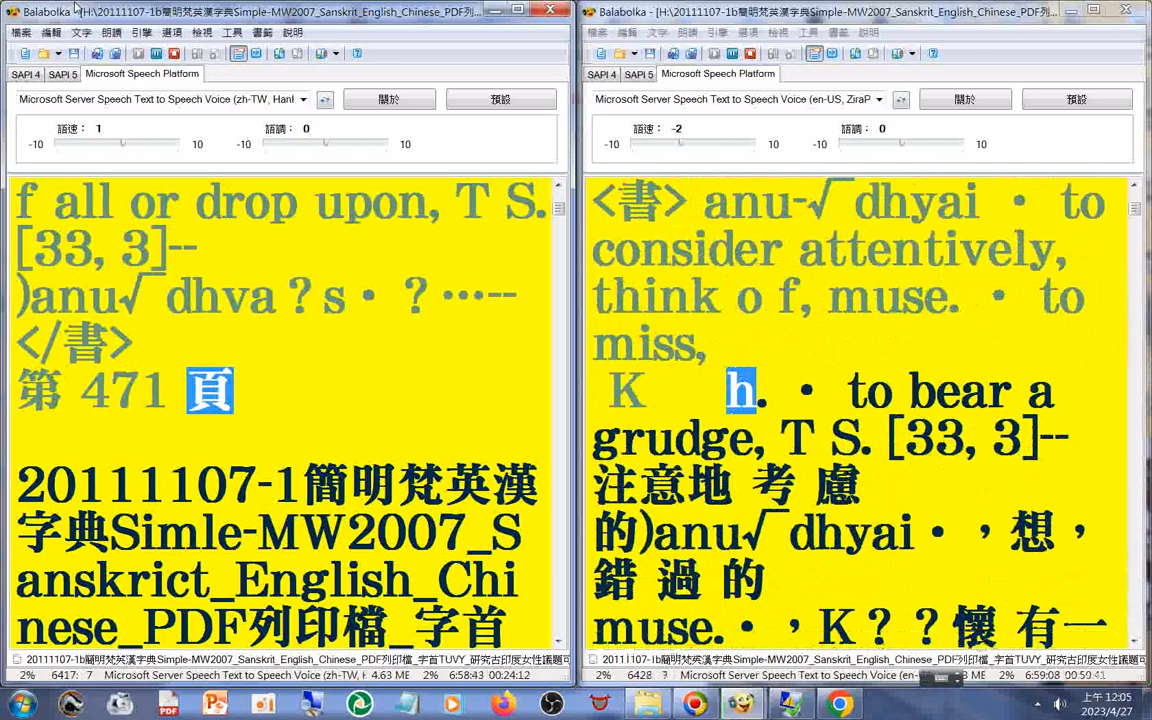 Balabolka - [H:\20111107-1b簡明梵英漢字典Simple-MW2007_Sanskrit_English_Chinese_PDF列...
檔案 編輯 文字 朗讀 引擎 選項 檢視 工具 書籤 說明
SAPI 4 SAPI 5 Microsoft Speech Platform
Microsoft Server Speech Text to Speech Voice (zh-TW, Hanl 關於 預設
語速： 1 語調： 0
-10 10 -10 10
f all or drop upon, T S.
[33, 3]--
)anu√ dhva？s• ？…--
</書>
第 471 頁
20111107-1簡明梵英漢
字典Simle-MW2007_S
anskrict_English_Chi
nese_PDF列印檔_字首
20111107-1b簡明梵英漢字典Simple-MW2007_Sanskrit_English_Chinese_PDF列印檔_字首TUVY_研究古印度女性議題可
6417: 7 Microsoft Server Speech Text to Speech Voice (zh-TW, H 4.63 ME 2% 6:58:43 00:24:12
Balabolka - [H:\20111107-1b簡明梵英漢字典Simple-MW2007_Sanskrit_English_Chinese_PDF列...
檔案 編輯 文字 朗讀 引擎 選項 檢視 工具 書籤 說明
SAPI 4 SAPI 5 Microsoft Speech Platform
Microsoft Server Speech Text to Speech Voice (en-US, ZiraP 關於 預設
語速： -2 語調： 0
-10 10 -10 10
<書> anu-√ dhyai • to
consider attentively,
think o f, muse. • to
miss,
K h. • to bear a
grudge, T S. [33, 3]--
注意地 考 慮
的)anu√ dhyai•，想，
錯 過 的
muse.•，K？？懷 有一
20111107-1b簡明梵英漢字典Simple-MW2007_Sanskrit_English_Chinese_PDF列印檔_字首TUVY_研究古印度女性議題可
6428 Microsoft Server Speech Text to Speech Voice 4.63 ME 2% 6:59:08
上午 12:05
2023/4/27